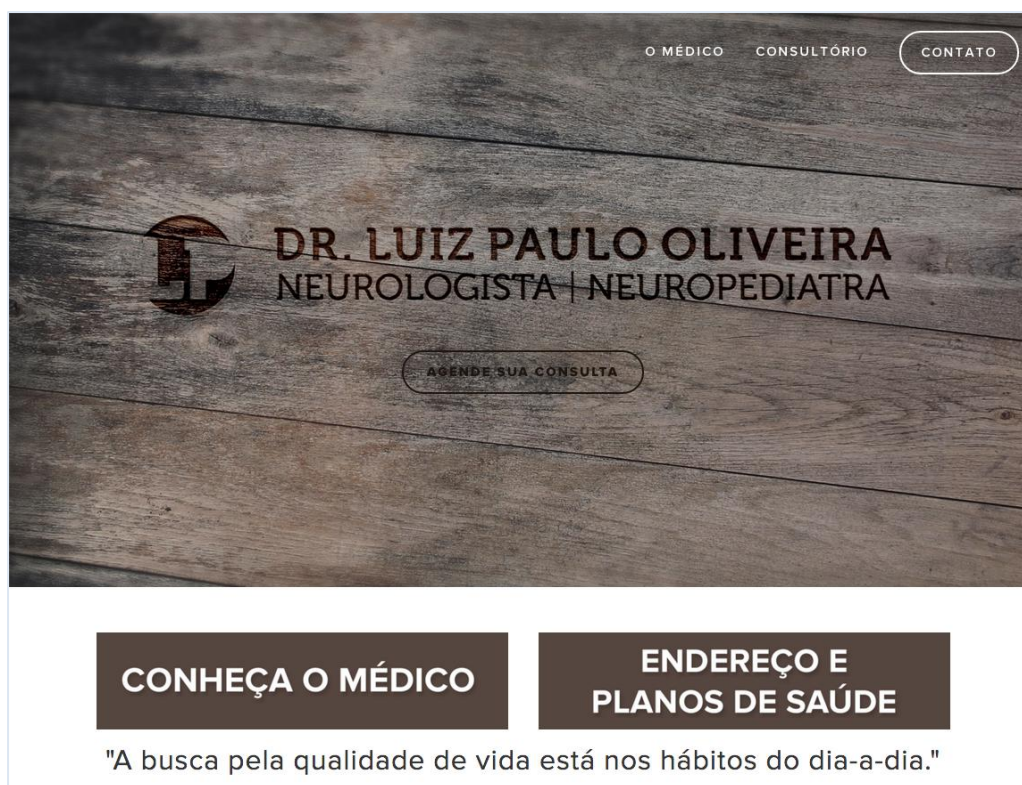 O MÉDICO CONSULTÓRIO CONTATO
DR. LUIZ PAULO OLIVEIRA
NEUROLOGISTA | NEUROPEDIATRA
AGENDE SUA CONSULTA
CONHEÇA O MÉDICO
ENDEREÇO E
PLANOS DE SAÚDE
"A busca pela qualidade de vida está nos hábitos do dia-a-dia."